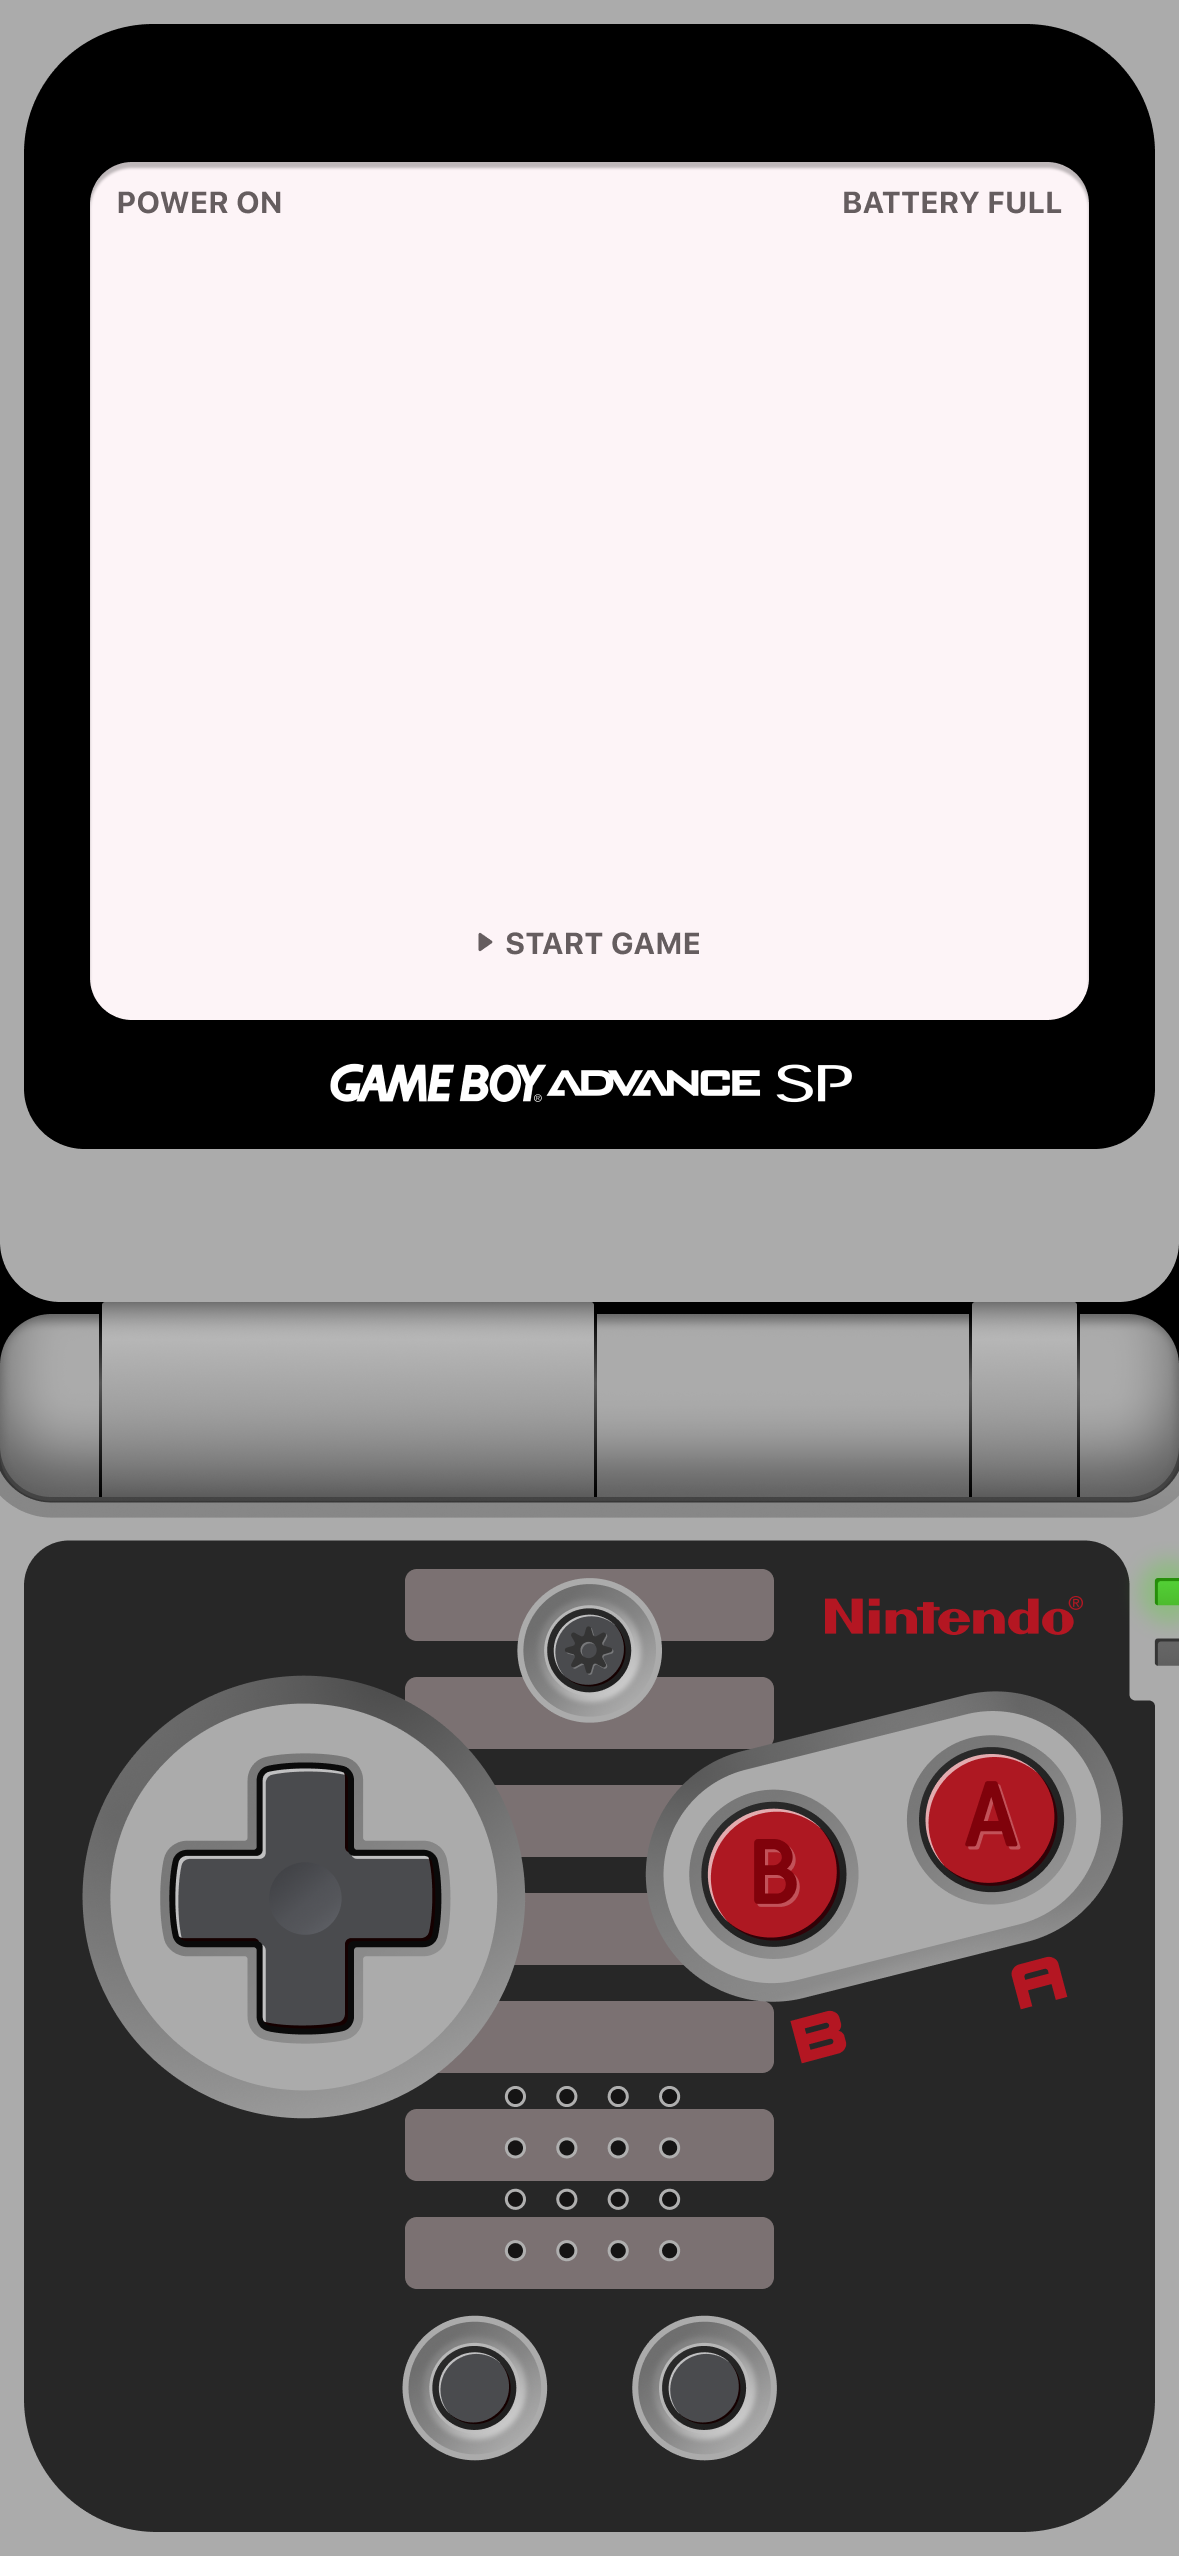 POWER ON
BATTERY FULL
START GAME
GAME BOY® ADVANCE SP
Nintendo®
A
B
A
B